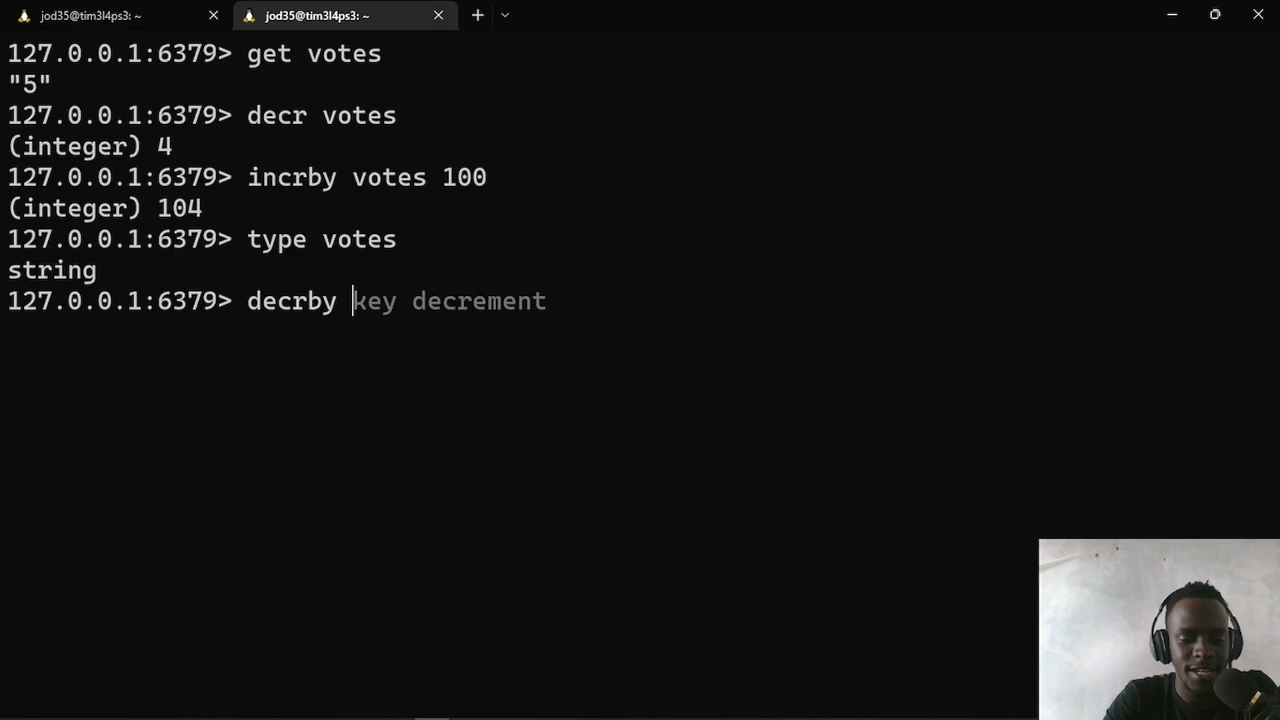 jod35@tim3l4ps3: ~
jod35@tim3l4ps3: ~
127.0.0.1:6379> get votes
"5"
127.0.0.1:6379> decr votes
(integer) 4
127.0.0.1:6379> incrby votes 100
(integer) 104
127.0.0.1:6379> type votes
string
127.0.0.1:6379> decrby key decrement